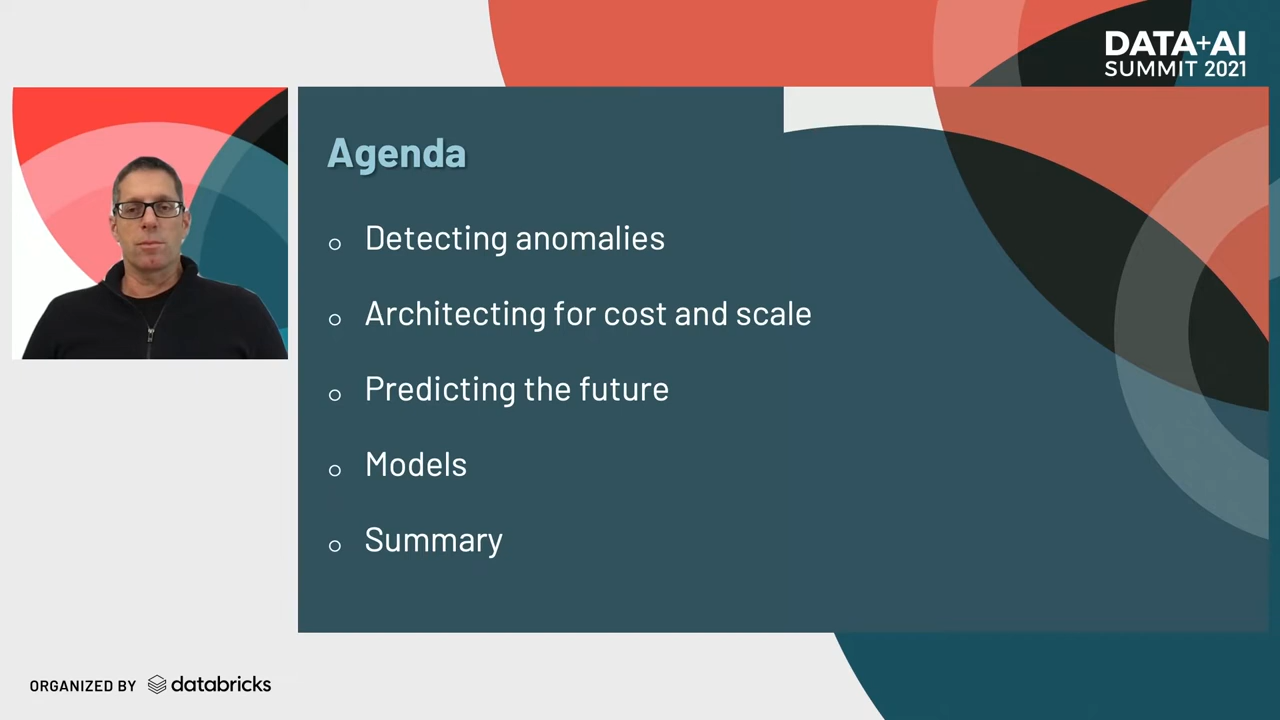 DATA+AI
SUMMIT 2021
Agenda
Detecting anomalies
Architecting for cost and scale
Predicting the future
Models
Summary
ORGANIZED BY databricks